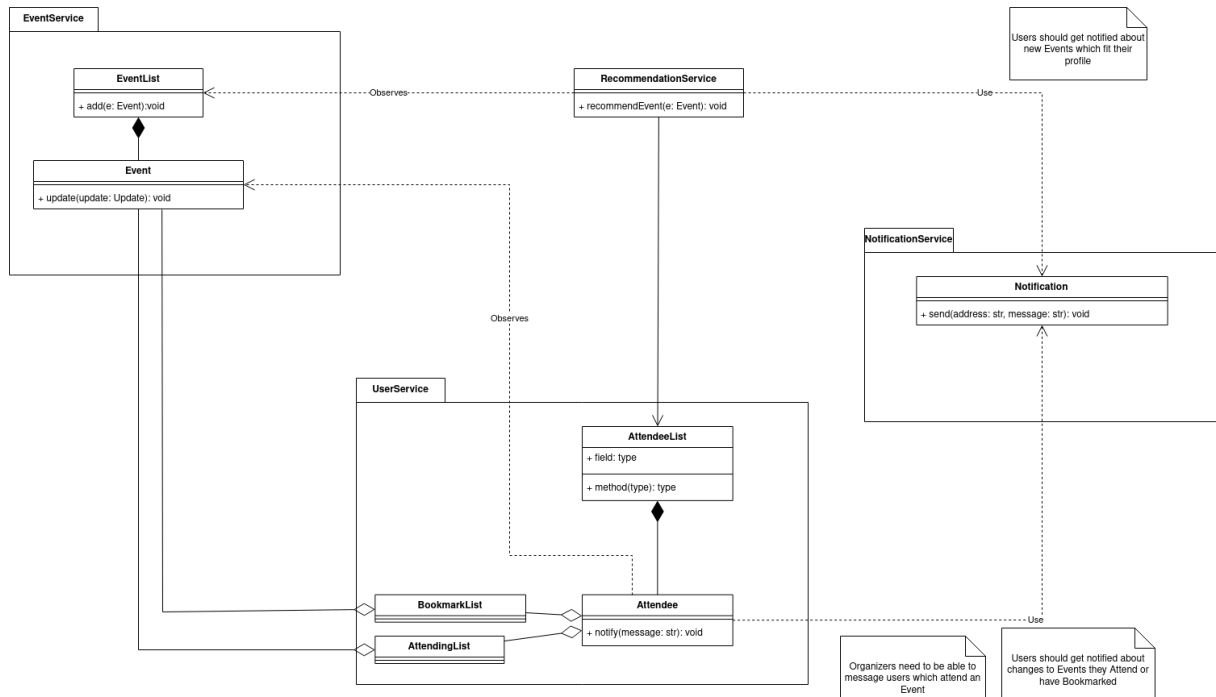 EventService
EventList
+ add(e: Event):void
Event
+ update(update: Update): void
Observes
RecommendationService
+ recommendEvent(e: Event): void
Use
Users should get notified about
new Events which fit their
profile
NotificationService
Notification
+ send(address: str, message: str): void
Observes
UserService
AttendeeList
+ field: type
+ method(type): type
BookmarkList
AttendingList
Attendee
+ notify(message: str): void
Use
Organizers need to be able to
message users which attend an
Event
Users should get notified about
changes to Events they Attend or
have Bookmarked